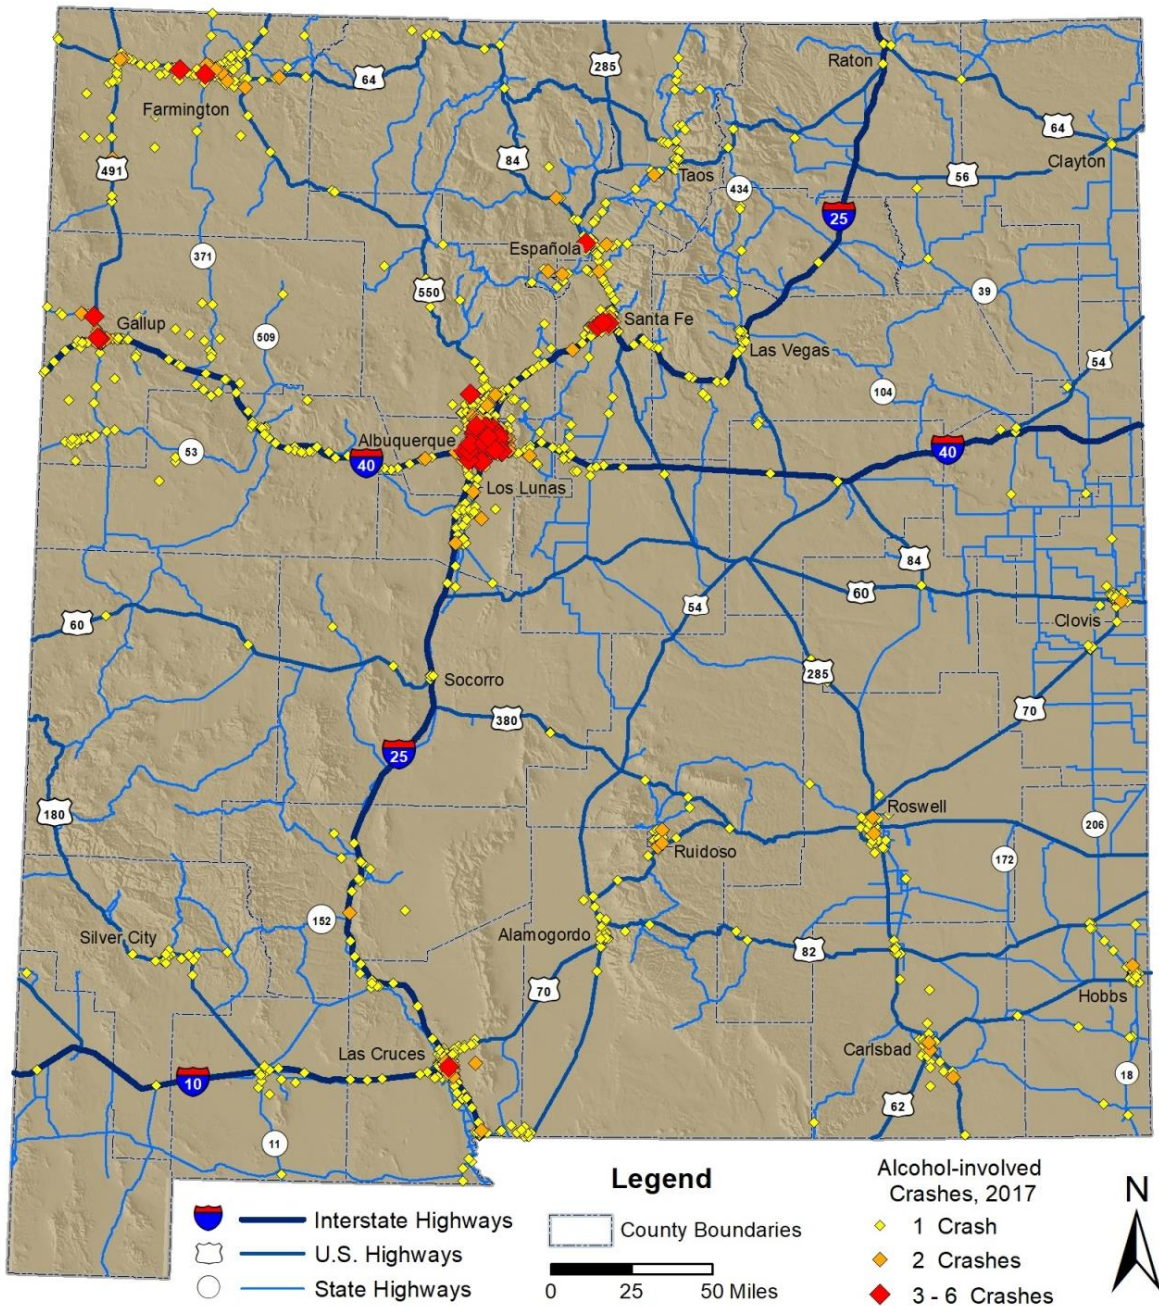 285
Raton
64
Farmington
64
Clayton
491
84
Taos
434
56
25
Española
371
550
39
Santa Fe
Gallup
509
Las Vegas
54
104
Albuquerque
53
40
40
Los Lunas
84
60
54
60
Clovis
285
Socorro
70
380
25
180
Roswell
206
Ruidoso
172
152
Silver City
Alamogordo
82
70
Hobbs
Las Cruces
Carlsbad
10
18
62
11
Legend
Alcohol-involved
Crashes, 2017
N
Interstate Highways
County Boundaries
1 Crash
U.S. Highways
2 Crashes
State Highways
0 25 50 Miles
3 - 6 Crashes